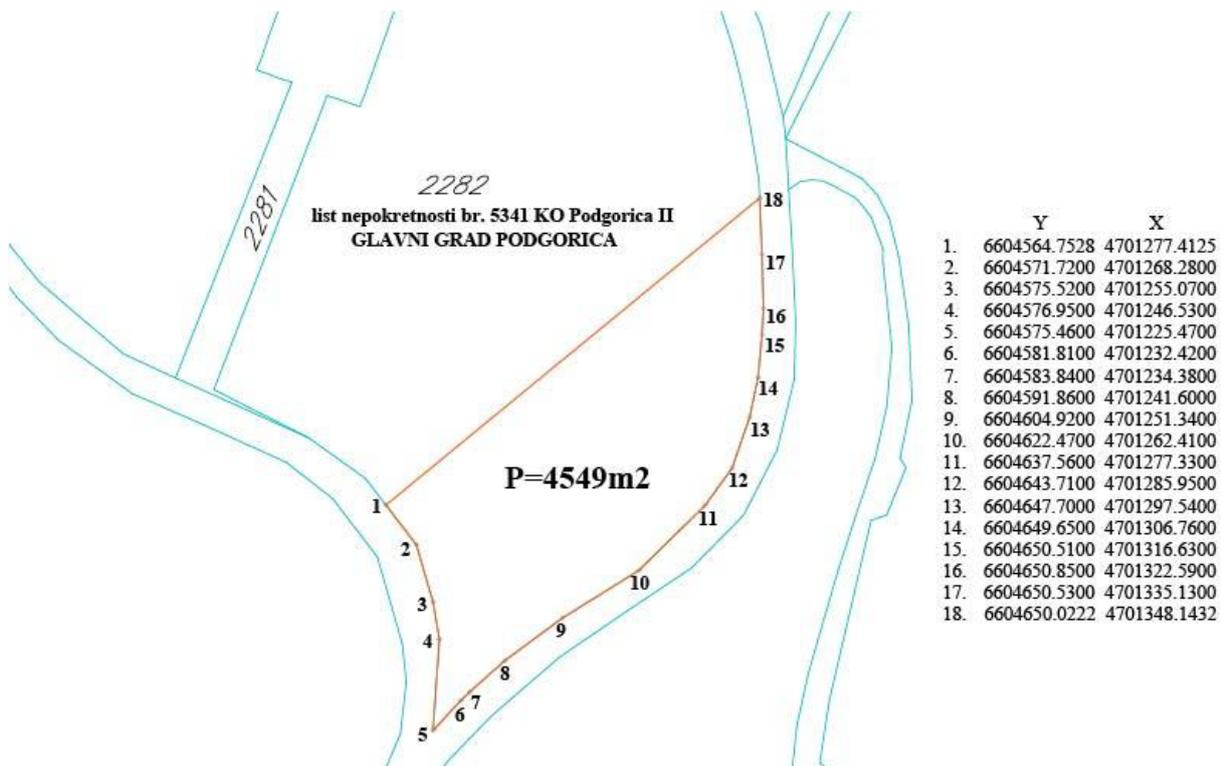 2282
list nepokretnosti br. 5341 KO Podgorica II
GLAVNI GRAD PODGORICA
2281
P=4549m2
1
2
3
4
5
6
7
8
9
10
11
12
13
14
15
16
17
18
Y X
1. 6604564.7528 4701277.4125
2. 6604571.7200 4701268.2800
3. 6604575.5200 4701255.0700
4. 6604576.9500 4701246.5300
5. 6604575.4600 4701225.4700
6. 6604581.8100 4701232.4200
7. 6604583.8400 4701234.3800
8. 6604591.8600 4701241.6000
9. 6604604.9200 4701251.3400
10. 6604622.4700 4701262.4100
11. 6604637.5600 4701277.3300
12. 6604643.7100 4701285.9500
13. 6604647.7000 4701297.5400
14. 6604649.6500 4701306.7600
15. 6604650.5100 4701316.6300
16. 6604650.8500 4701322.5900
17. 6604650.5300 4701335.1300
18. 6604650.0222 4701348.1432